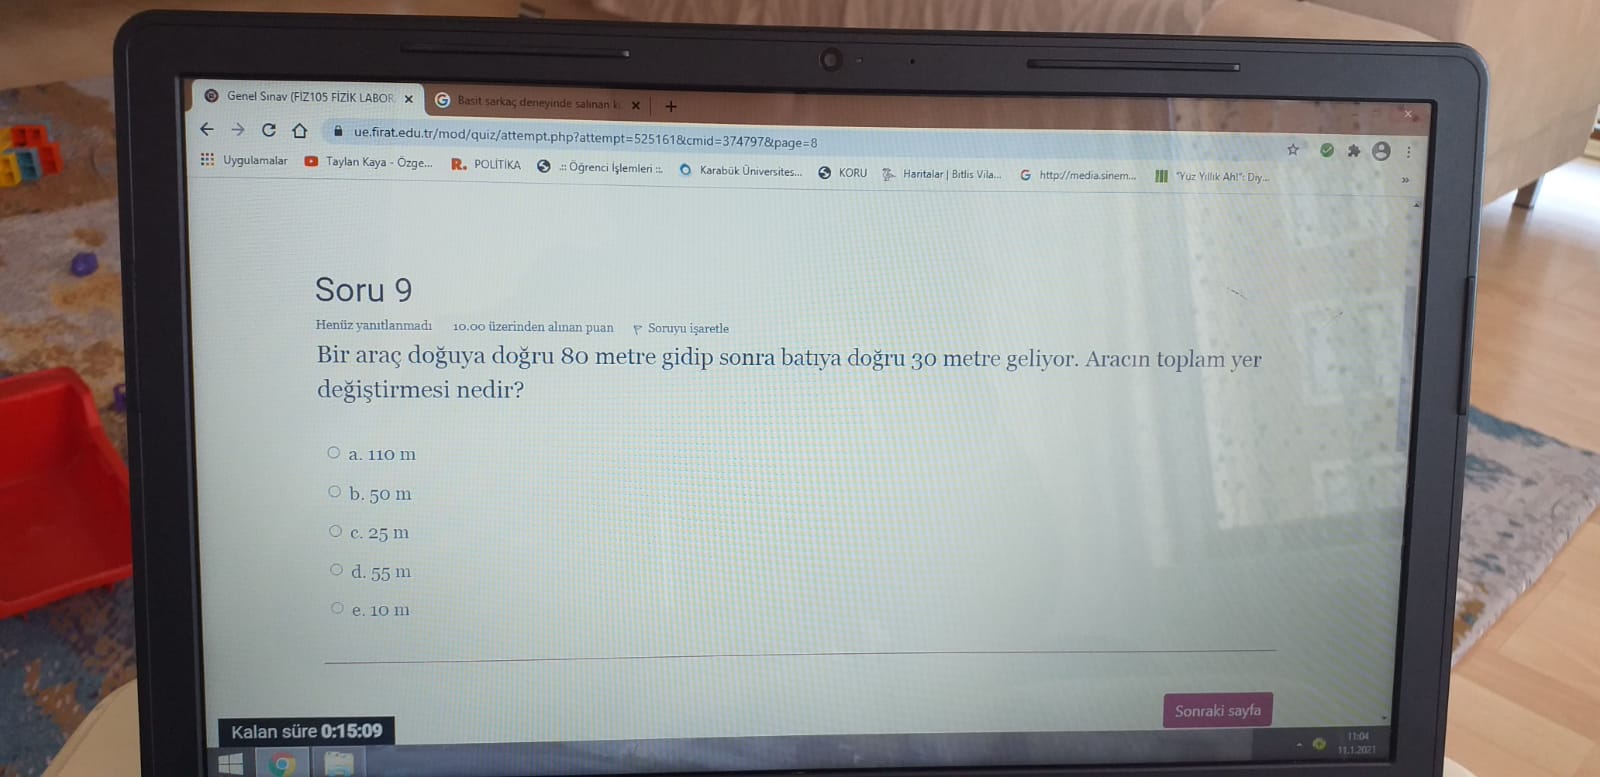 Genel Sınav (FİZ105 FİZİK LABOR
Basit sarkaç deneyinde salınan k
ue.firat.edu.tr/mod/quiz/attempt.php?attempt=525161&cmid=374797&page=8
Uygulamalar
Taylan Kaya - Özge...
R. POLİTİKA
.:: Öğrenci İşlemleri ::.
Karabük Üniversites...
KORU
Haritalar | Bitlis Vila...
http://media.sinem...
"Yüz Yıllık Ah!": Diy...
»
Soru 9
Henüz yanıtlanmadı 10,00 üzerinden alınan puan Soruyu işaretle
Bir araç doğuya doğru 80 metre gidip sonra batıya doğru 30 metre geliyor. Aracın toplam yer
değiştirmesi nedir?
a. 110 m
b. 50 m
c. 25 m
d. 55 m
e. 10 m
Sonraki sayfa
Kalan süre 0:15:09
11:04
11.1.2021